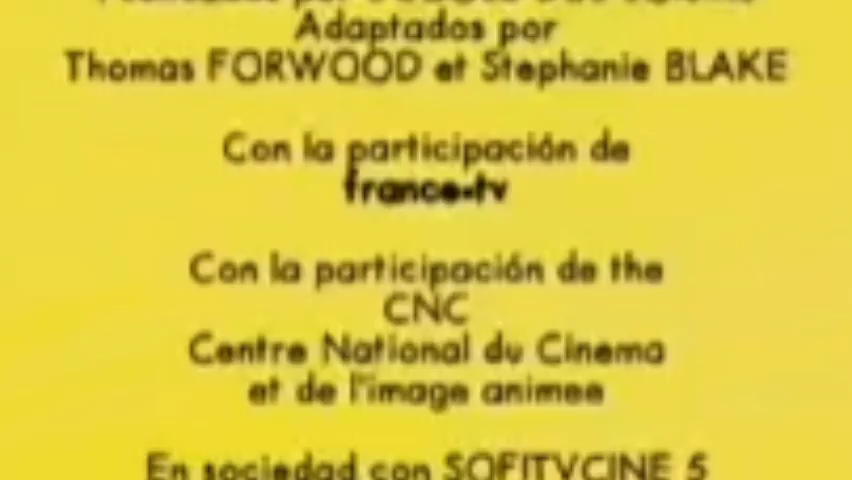 Adaptados por
Thomas FORWOOD et Stephanie BLAKE
Con la participación de
france•tv
Con la participación de the
CNC
Centre National du Cinema
et de l'image animee
En sociedad con SOFITVCINE 5